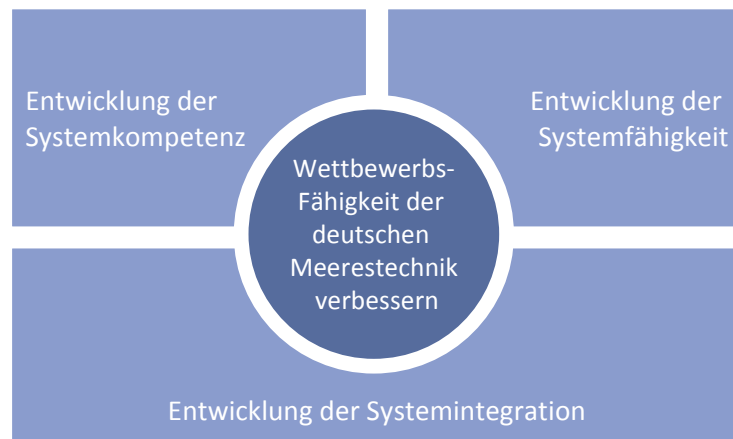 Entwicklung der
Systemkompetenz
Entwicklung der
Systemfähigkeit
Wettbewerbs-
Fähigkeit der
deutschen
Meerestechnik
verbessern
Entwicklung der Systemintegration